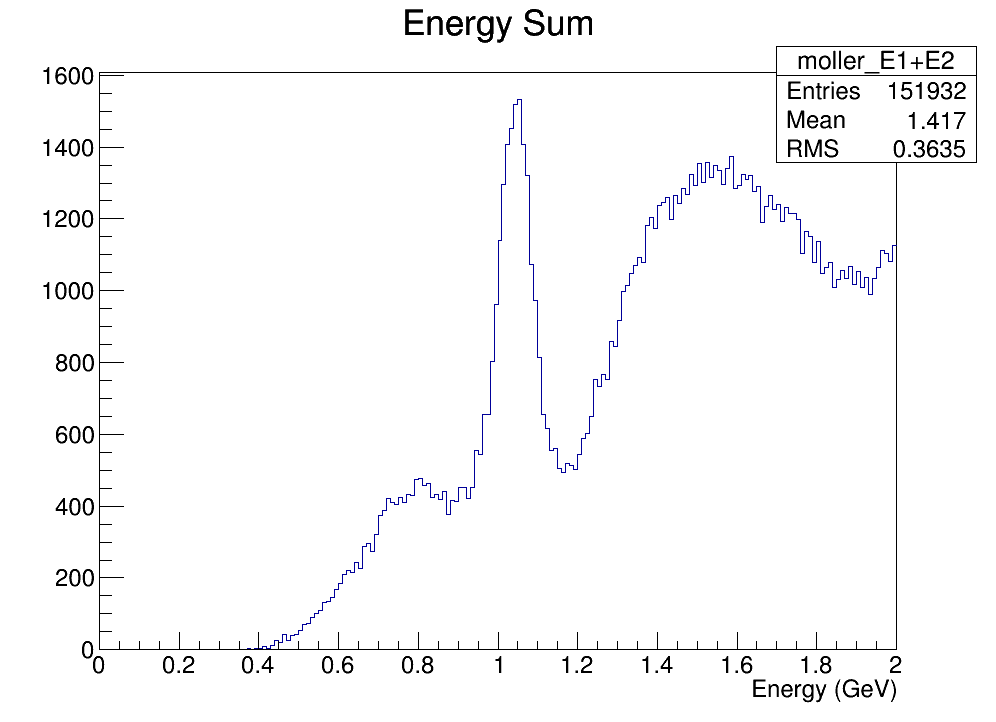 Energy Sum
moller_E1+E2
Entries 151932
Mean 1.417
RMS 0.3635
1600
1400
1200
1000
800
600
400
200
0
0 0.2 0.4 0.6 0.8 1 1.2 1.4 1.6 1.8 2
Energy (GeV)